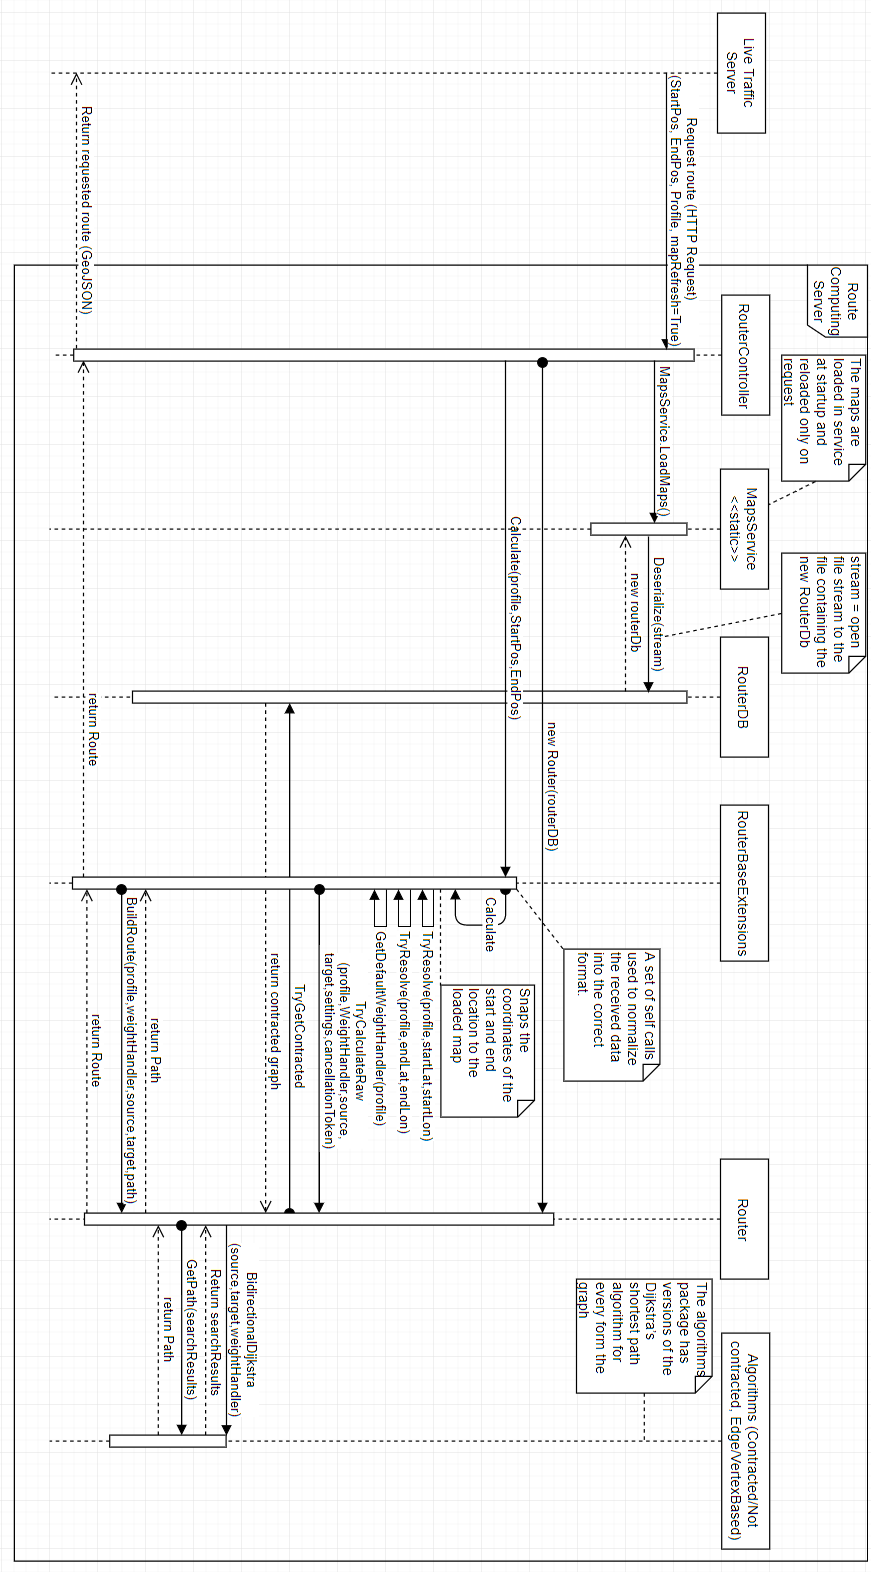 Live Traffic
Server
Request route (HTTP Request)
(StartPos, EndPos, Profile, mapRefresh=True)
Return requested route (GeoJSON)
Route
Computing
Server
RouterController
The maps are
loaded in service
at startup and
reloaded only on
request
MapsService.LoadMaps()
MapsService
<<static>>
stream = open
file stream to the
file containing the
new RouterDb
Deserialize(stream)
new routerDb
Calculate(profile,StartPos,EndPos)
RouterDB
new Router(routerDB)
return Route
RouterBaseExtensions
Calculate
A set of self calls
used to normalize
the received data
into the correct
format.
Snaps the
coordinates of the
start and end
location to the
loaded map
TryResolve(profile,startLat,startLon)
TryResolve(profile,endLat,endLon)
GetDefaultWeightHandler(profile)
TryCalculateRaw
(profile,WeightHandler,source,
target,settings,cancellationToken)
TryGetContracted
return contracted graph
return Path
BuildRoute(profile,weightHandler,source,target,path)
return Route
Router
The algorithms
package has
versions of the
Dijkstra's
shortest path
algorithm for
every form the
graph
BidirectionalDijkstra
(source,target,weightHandler)
Return searchResults
GetPath(searchResults)
return Path
Algorithms (Contracted/Not
contracted, Edge/VertexBased)